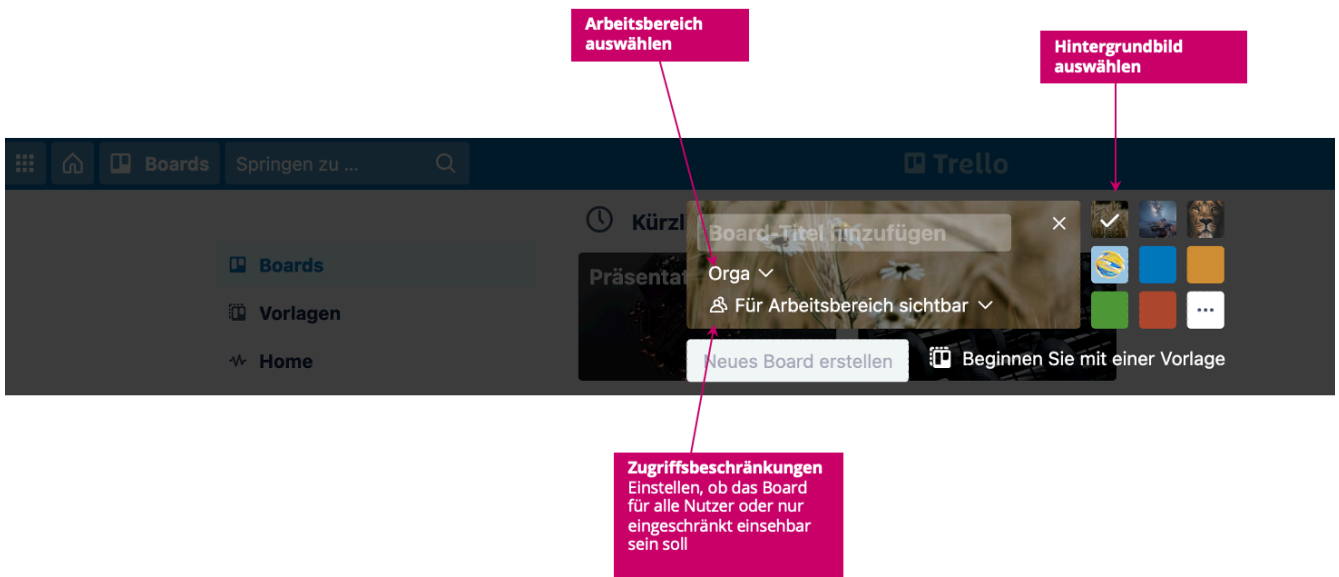 Arbeitsbereich
auswählen
Hintergrundbild
auswählen
Boards
Springen zu ...
Trello
Kürzl
Board-Titel hinzufügen
Boards
Präsentat
Orga
Vorlagen
Für Arbeitsbereich sichtbar
Home
Neues Board erstellen
Beginnen Sie mit einer Vorlage
Zugriffsbeschränkungen
Einstellen, ob das Board
für alle Nutzer oder nur
eingeschränkt einsehbar
sein soll